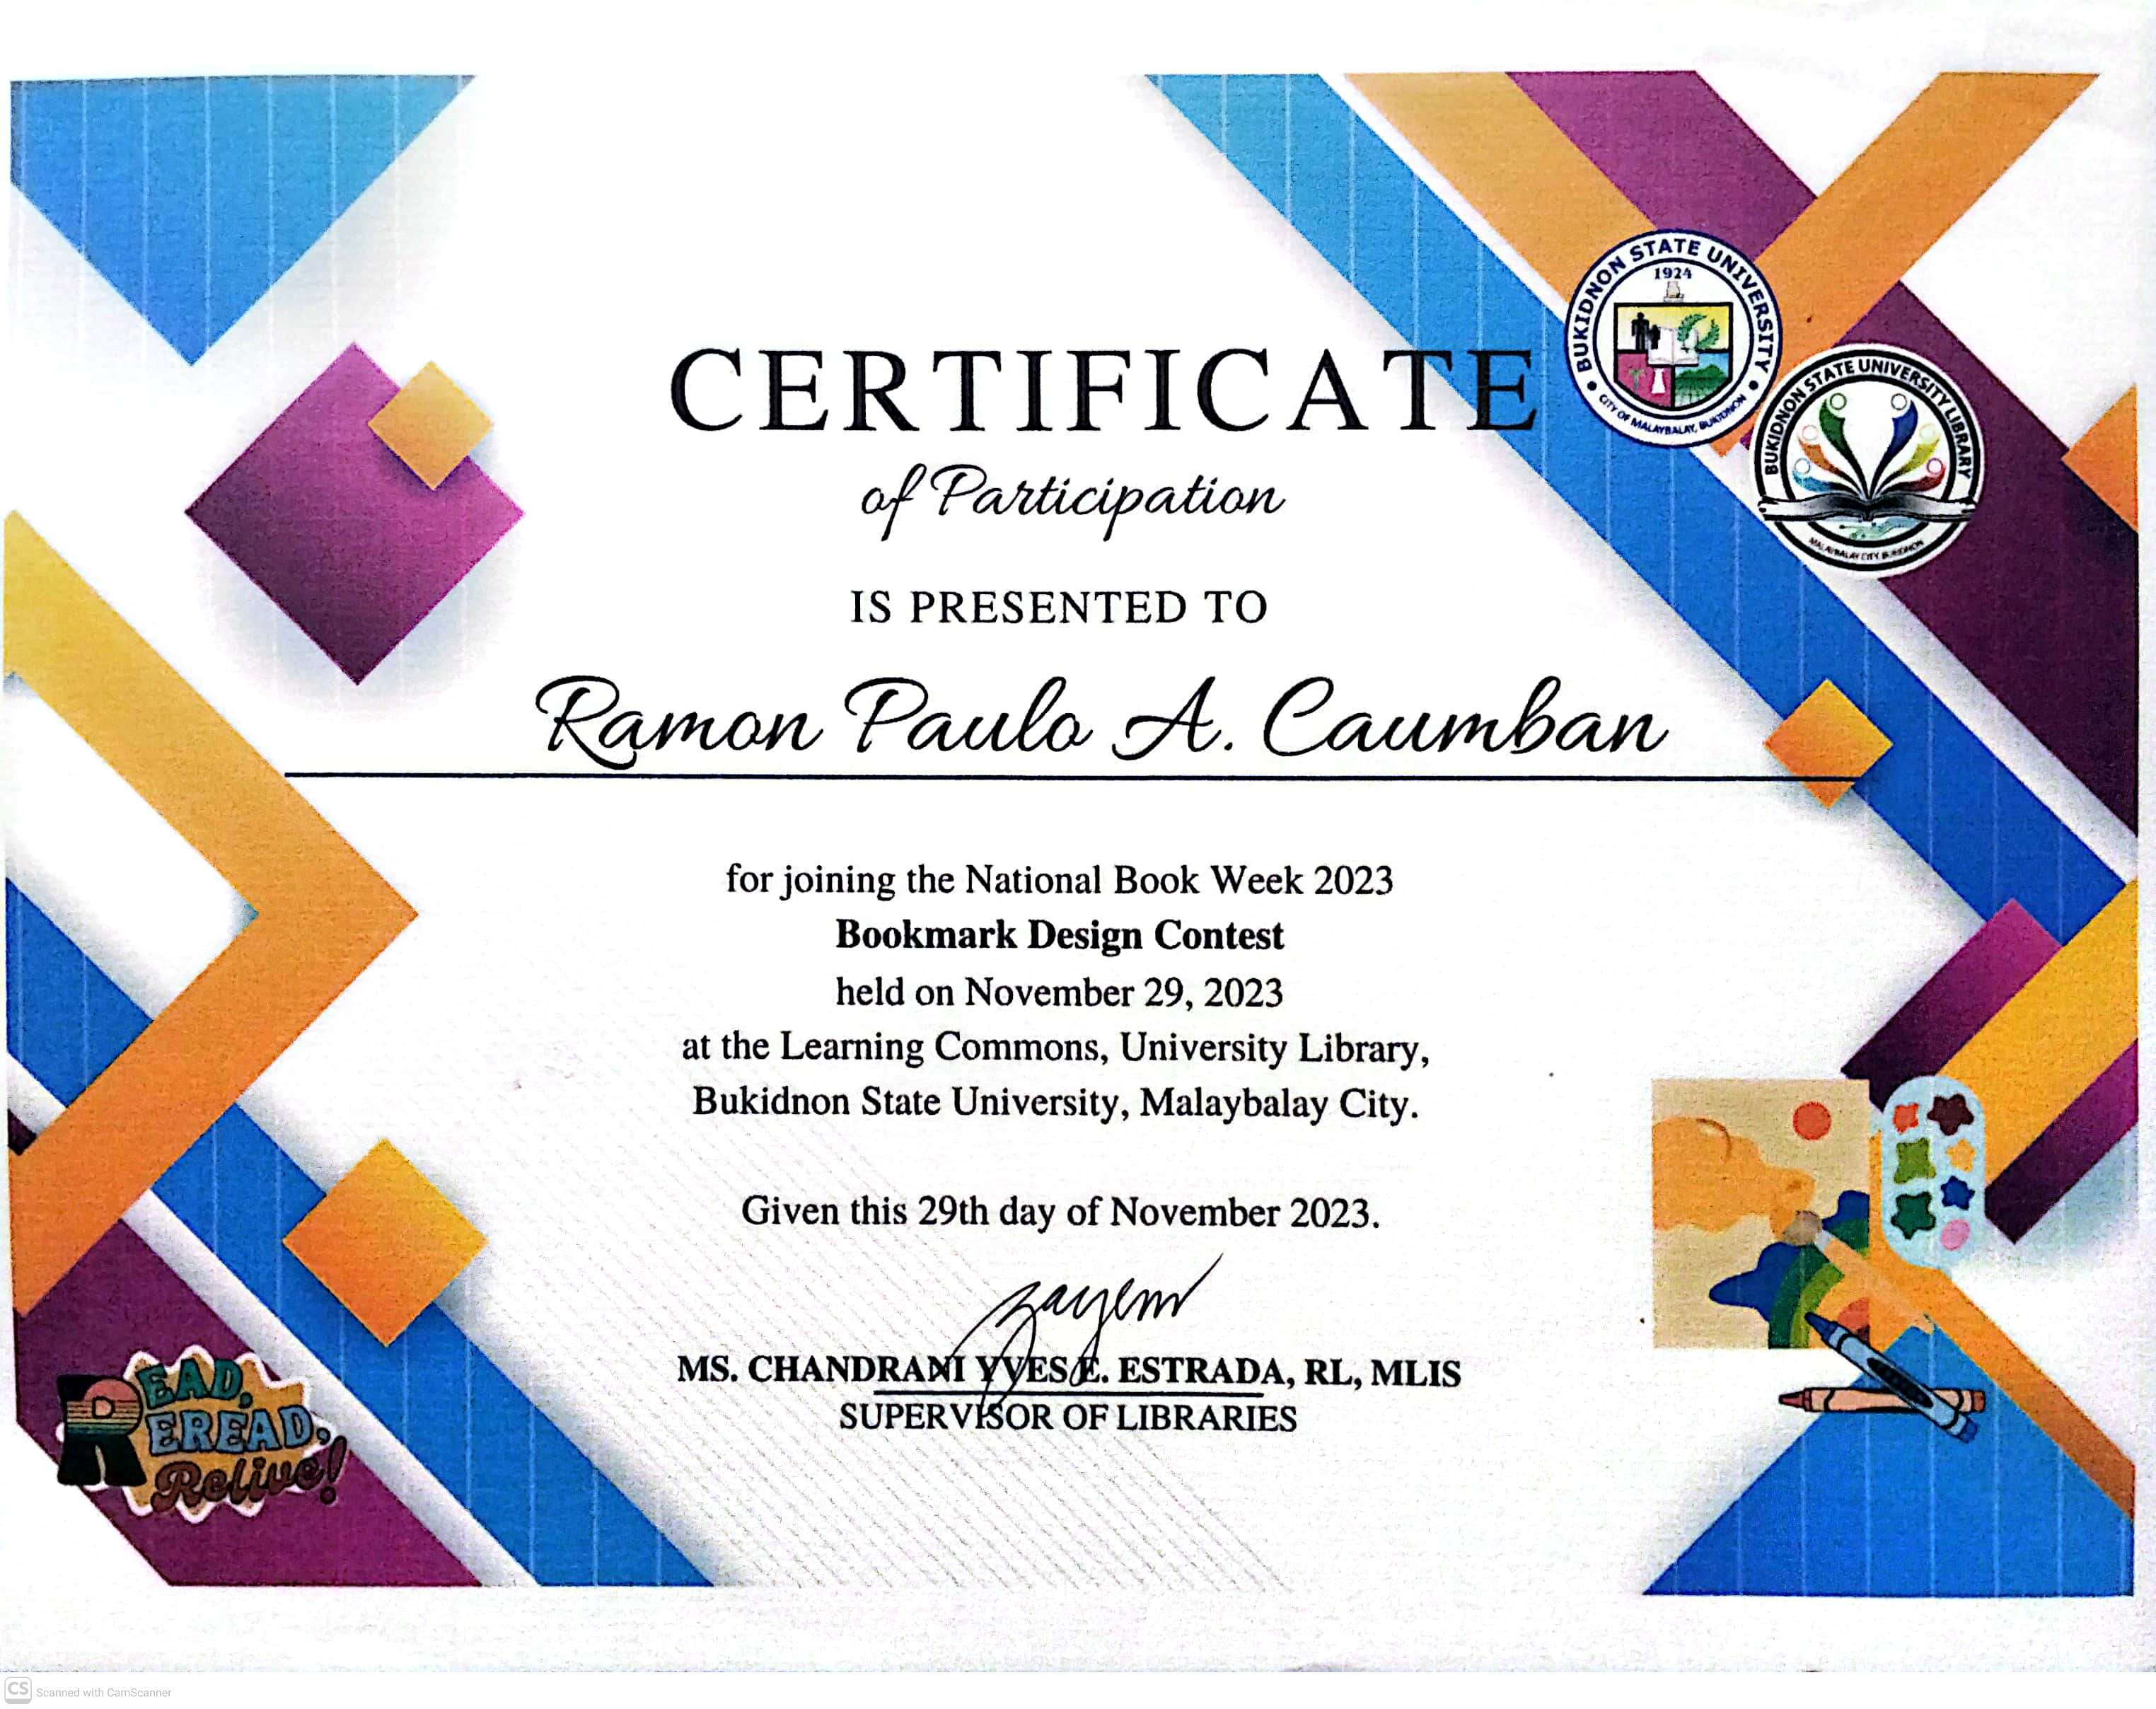 BUKIDNON STATE UNIVERSITY
1924
CITY OF MALAYBALAY, BUKIDNON
BUKIDNON STATE UNIVERSITY LIBRARY
MALAYBALAY CITY, BUKIDNON
CERTIFICATE
of Participation
IS PRESENTED TO
Ramon Paulo A. Caumban
for joining the National Book Week 2023
Bookmark Design Contest
held on November 29, 2023
at the Learning Commons, University Library,
Bukidnon State University, Malaybalay City.
Given this 29th day of November 2023.
MS. CHANDRANI YVES E. ESTRADA, RL, MLIS
SUPERVISOR OF LIBRARIES
READ,
REREAD,
Relive!
CS Scanned with CamScanner